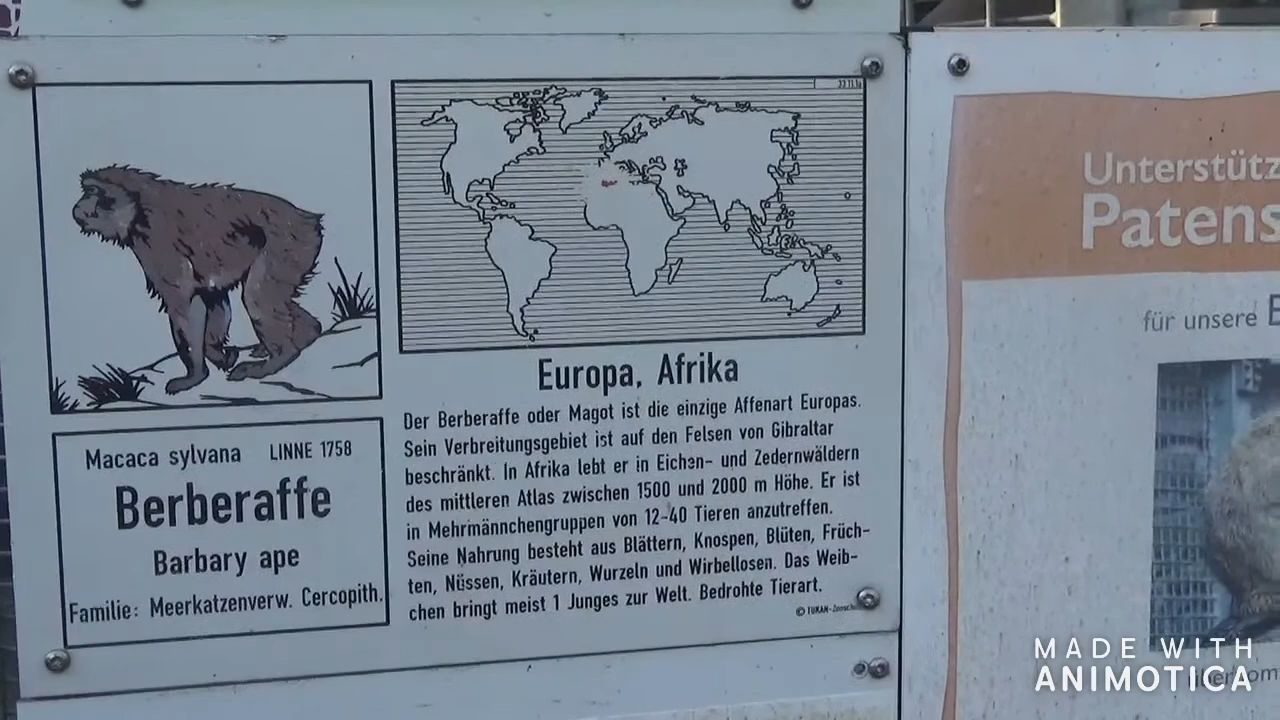 Macaca sylvana LINNE 1758
Berberaffe
Barbary ape
Familie: Meerkatzenverw. Cercopith.
Europa, Afrika
Der Berberaffe oder Magot ist die einzige Affenart Europas.
Sein Verbreitungsgebiet ist auf den Felsen von Gibraltar
beschränkt. In Afrika lebt er in Eichen- und Zedernwäldern
des mittleren Atlas zwischen 1500 und 2000 m Höhe. Er ist
in Mehrmännchengruppen von 12-40 Tieren anzutreffen.
Seine Nahrung besteht aus Blättern, Knospen, Blüten, Früch-
ten, Nüssen, Kräutern, Wurzeln und Wirbellosen. Das Weib-
chen bringt meist 1 Junges zur Welt. Bedrohte Tierart.
Unterstütz
Patens
für unsere
MADE WITH
ANIMOTICA